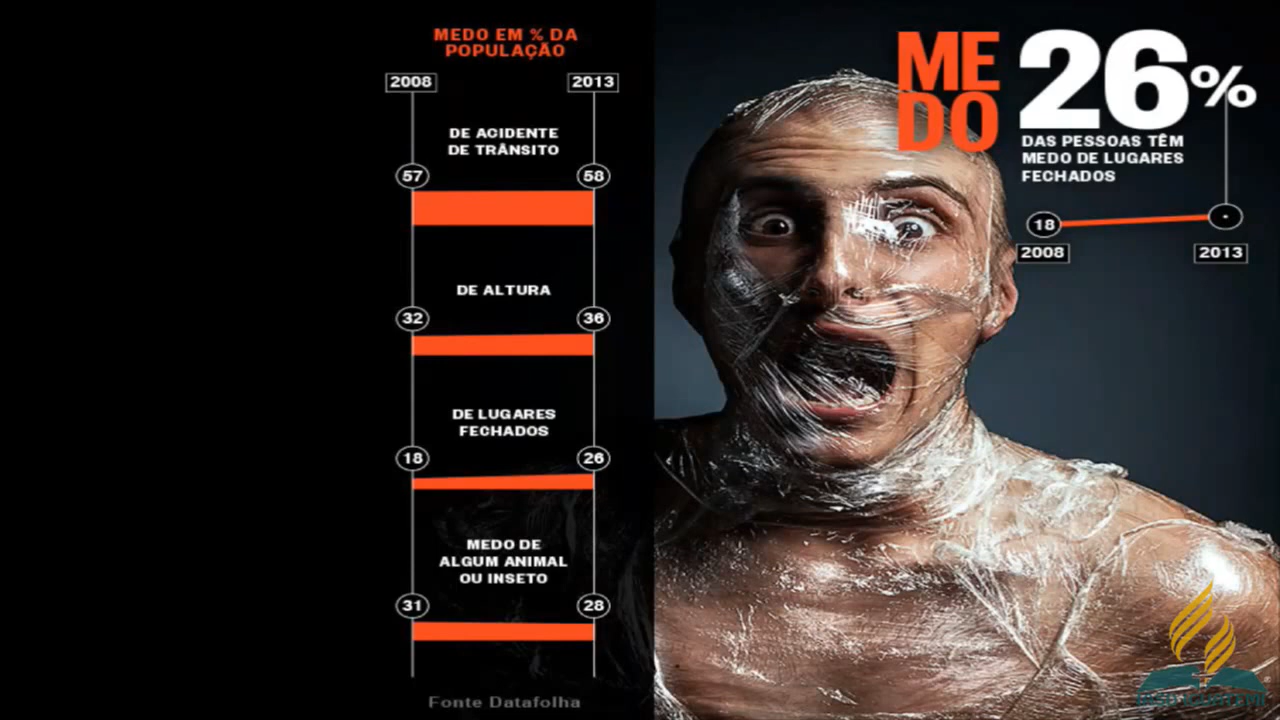 MEDO EM % DA
POPULAÇÃO
2008
2013
DE ACIDENTE
DE TRÂNSITO
57
58
DE ALTURA
32
36
DE LUGARES
FECHADOS
18
26
MEDO DE
ALGUM ANIMAL
OU INSETO
31
28
Fonte Datafolha
ME
DO
26%
DAS PESSOAS TÊM
MEDO DE LUGARES
FECHADOS
18
2008
2013